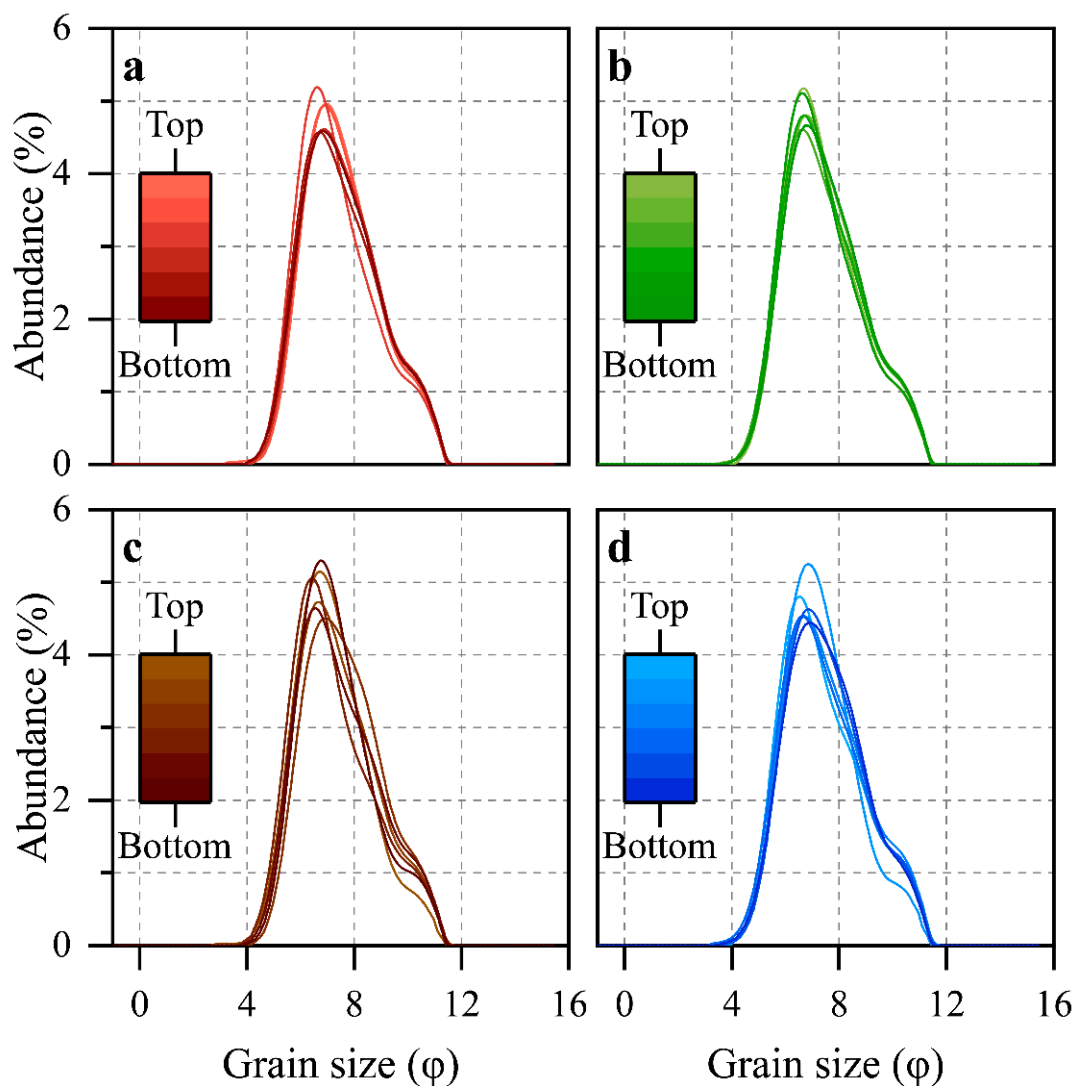 6
a
b
Top
Top
4
Abundance (%)
2
Bottom
Bottom
0
6
c
d
Top
Top
4
Abundance (%)
2
Bottom
Bottom
0
0 4 8 12 16 0 4 8 12 16
Grain size (φ) Grain size (φ)